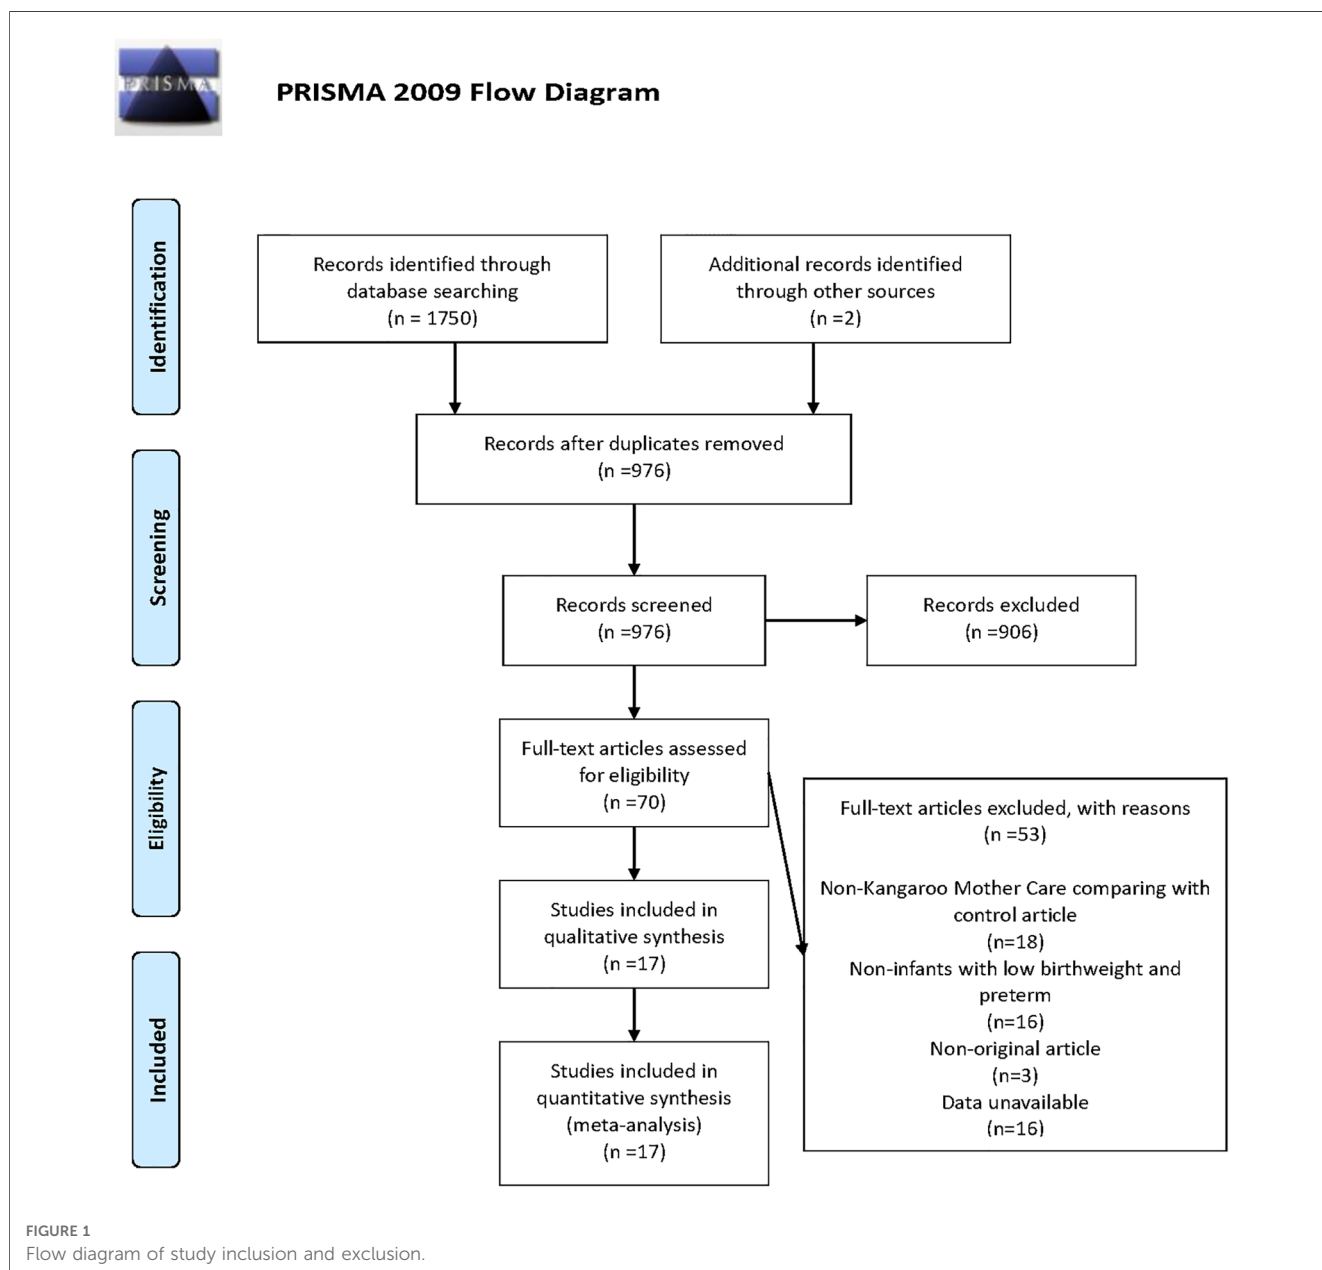 PRISMA
PRISMA 2009 Flow Diagram
Identification
Records identified through
database searching
(n = 1750)
Additional records identified
through other sources
(n =2)
Records after duplicates removed
(n =976)
Screening
Records screened
(n =976)
Records excluded
(n =906)
Eligibility
Full-text articles assessed
for eligibility
(n =70)
Full-text articles excluded, with reasons
(n =53)
Non-Kangaroo Mother Care comparing with
control article
(n=18)
Non-infants with low birthweight and
preterm
(n=16)
Non-original article
(n=3)
Data unavailable
(n=16)
Studies included in
qualitative synthesis
(n =17)
Included
Studies included in
quantitative synthesis
(meta-analysis)
(n =17)
FIGURE 1
Flow diagram of study inclusion and exclusion.